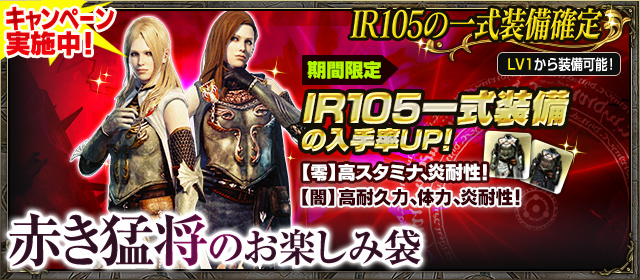 キャンペーン
実施中!
IR105の一式装備確定
LV1から装備可能!
期間限定
IR105一式装備
の入手率UP!
【零】高スタミナ、炎耐性!
【闇】高耐久力、体力、炎耐性!
赤き猛将のお楽しみ袋